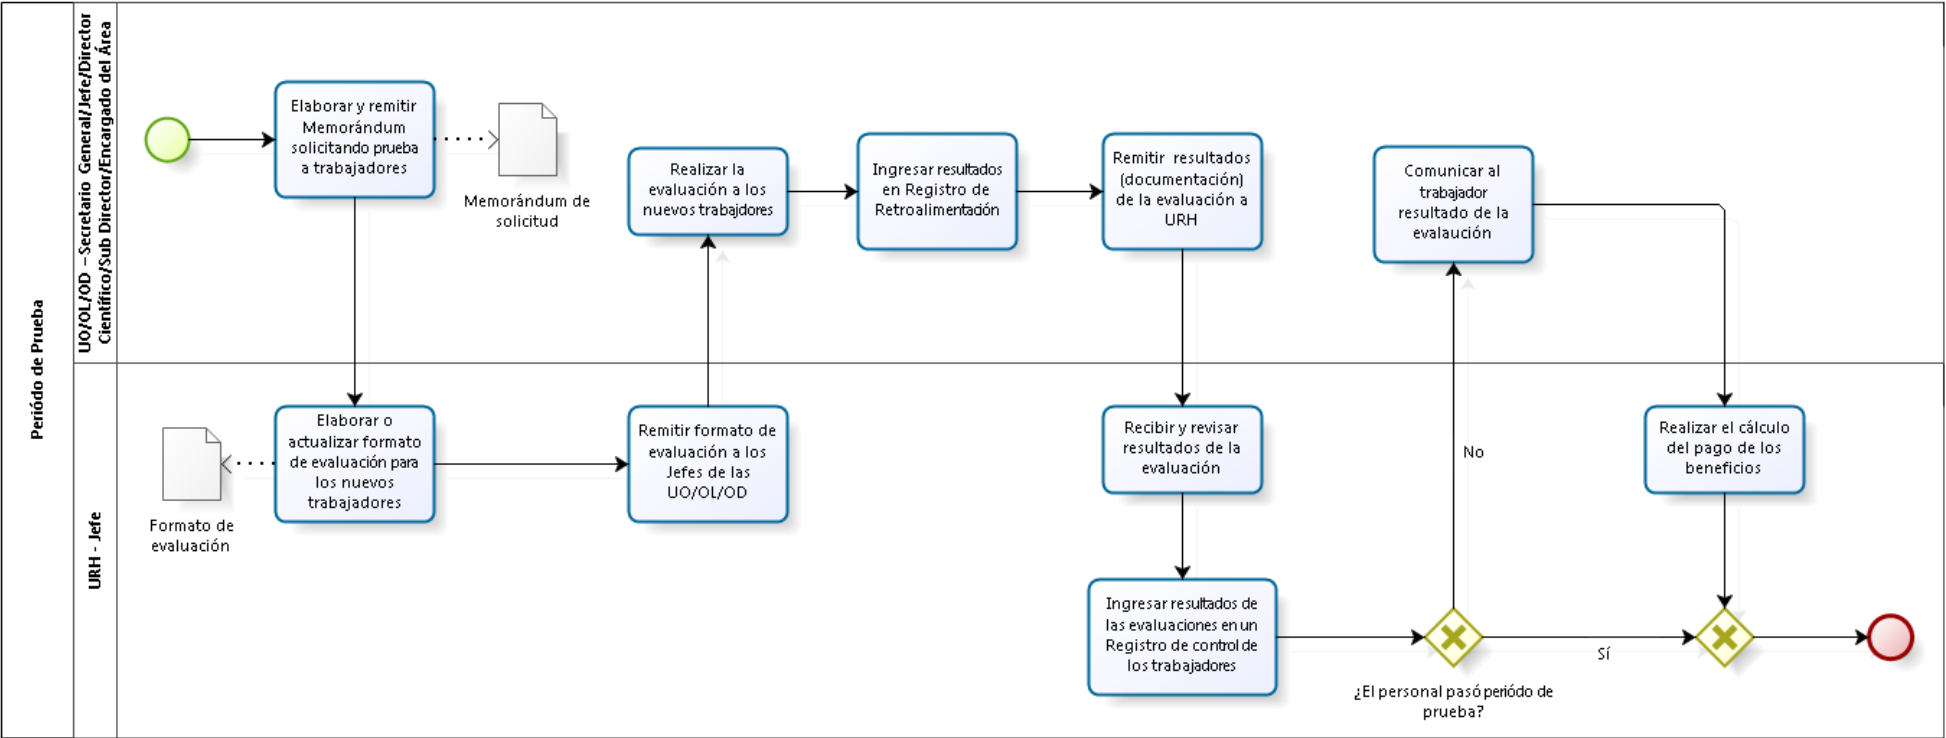 Periódo de Prueba
UO/OL/OD – Secretario General/Jefe/Director
Científico/Sub Director/Encargado del Área
Elaborar y remitir
Memorándum
solicitando prueba
a trabajadores
Memorándum de
solicitud
Realizar la
evaluación a los
nuevos trabajdores
Ingresar resultados
en Registro de
Retroalimentación
Remitir resultados
(documentación)
de la evaluación a
URH
Comunicar al
trabajador
resultado de la
evalaución
URH - Jefe
Formato de
evaluación
Elaborar o
actualizar formato
de evaluación para
los nuevos
trabajadores
Remitir formato de
evaluación a los
Jefes de las
UO/OL/OD
Recibir y revisar
resultados de la
evaluación
Ingresar resultados de
las evaluaciones en un
Registro de control de
los trabajadores
¿El personal pasó periódo de
prueba?
No
Sí
Realizar el cálculo
del pago de los
beneficios